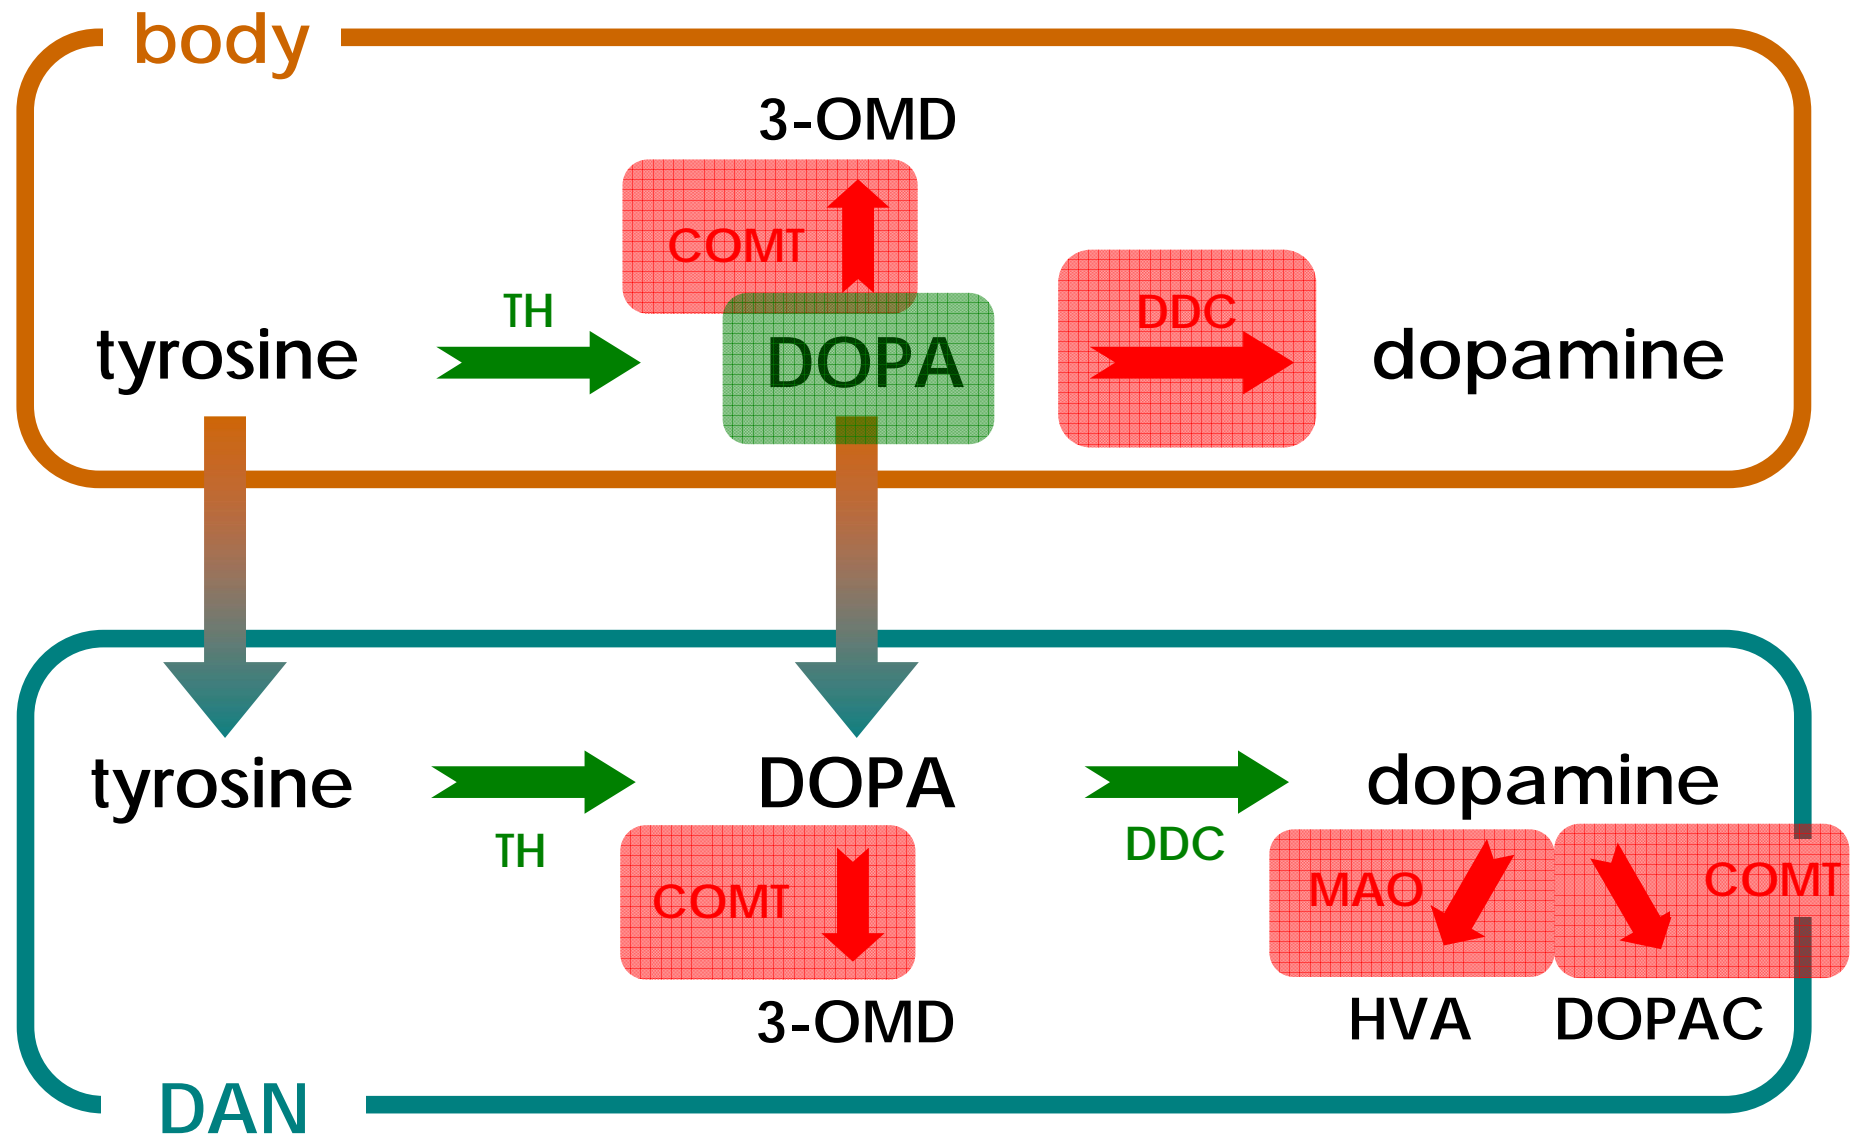 body
3-OMD
COMT
TH
DDC
tyrosine
DOPA
dopamine
tyrosine
DOPA
dopamine
TH
DDC
COMT
MAO
COMT
3-OMD
HVA
DOPAC
DAN